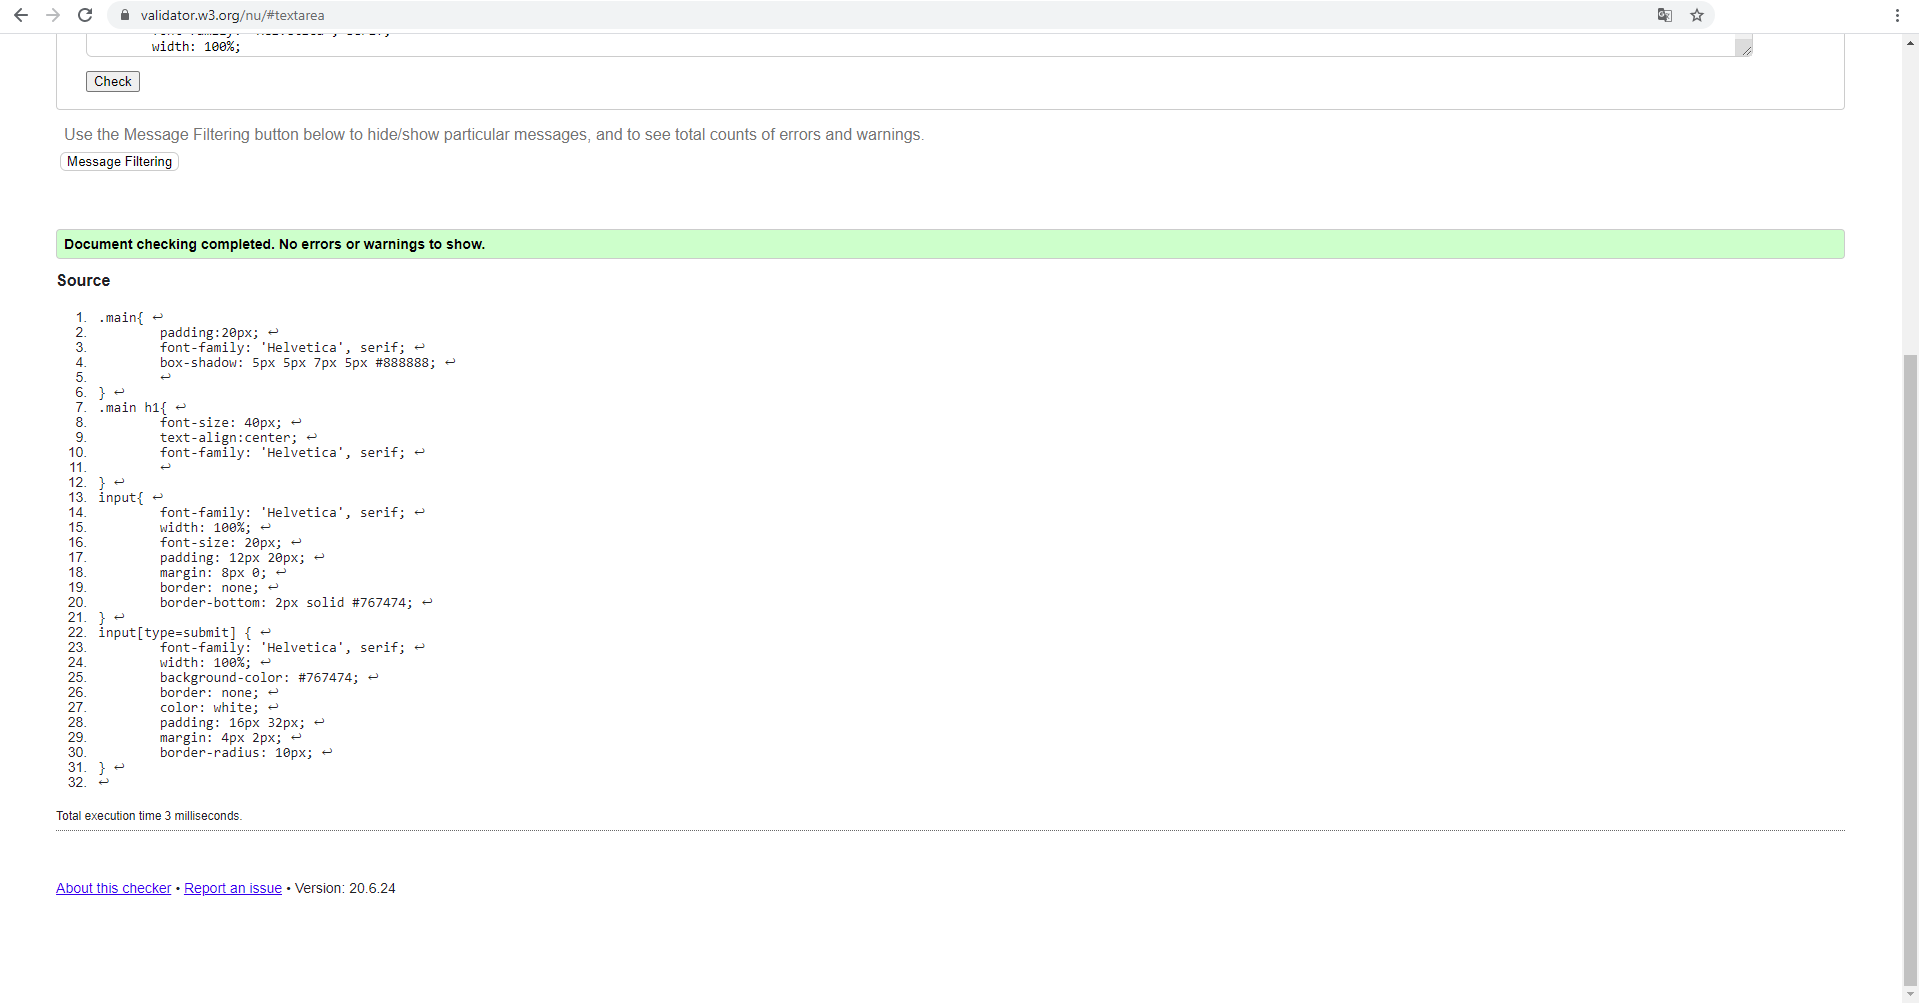 validator.w3.org/nu/#textarea
width: 100%;
Check
Use the Message Filtering button below to hide/show particular messages, and to see total counts of errors and warnings.
Message Filtering
Document checking completed. No errors or warnings to show.
Source
1. .main{ ↩
2. padding:20px; ↩
3. font-family: 'Helvetica', serif; ↩
4. box-shadow: 5px 5px 7px 5px #888888; ↩
5. ↩
6. } ↩
7. .main h1{ ↩
8. font-size: 40px; ↩
9. text-align:center; ↩
10. font-family: 'Helvetica', serif; ↩
11. ↩
12. } ↩
13. input{ ↩
14. font-family: 'Helvetica', serif; ↩
15. width: 100%; ↩
16. font-size: 20px; ↩
17. padding: 12px 20px; ↩
18. margin: 8px 0; ↩
19. border: none; ↩
20. border-bottom: 2px solid #767474; ↩
21. } ↩
22. input[type=submit] { ↩
23. font-family: 'Helvetica', serif; ↩
24. width: 100%; ↩
25. background-color: #767474; ↩
26. border: none; ↩
27. color: white; ↩
28. padding: 16px 32px; ↩
29. margin: 4px 2px; ↩
30. border-radius: 10px; ↩
31. } ↩
32. ↩
Total execution time 3 milliseconds.
About this checker • Report an issue • Version: 20.6.24